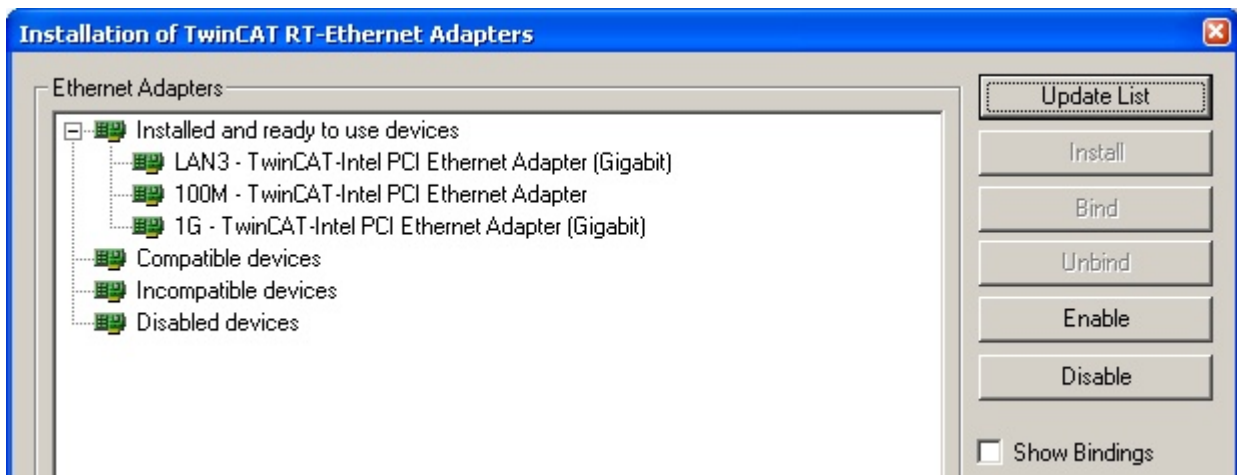 Installation of TwinCAT RT-Ethernet Adapters
Ethernet Adapters
Installed and ready to use devices
LAN3 - TwinCAT-Intel PCI Ethernet Adapter (Gigabit)
100M - TwinCAT-Intel PCI Ethernet Adapter
1G - TwinCAT-Intel PCI Ethernet Adapter (Gigabit)
Compatible devices
Incompatible devices
Disabled devices
Update List
Install
Bind
Unbind
Enable
Disable
Show Bindings